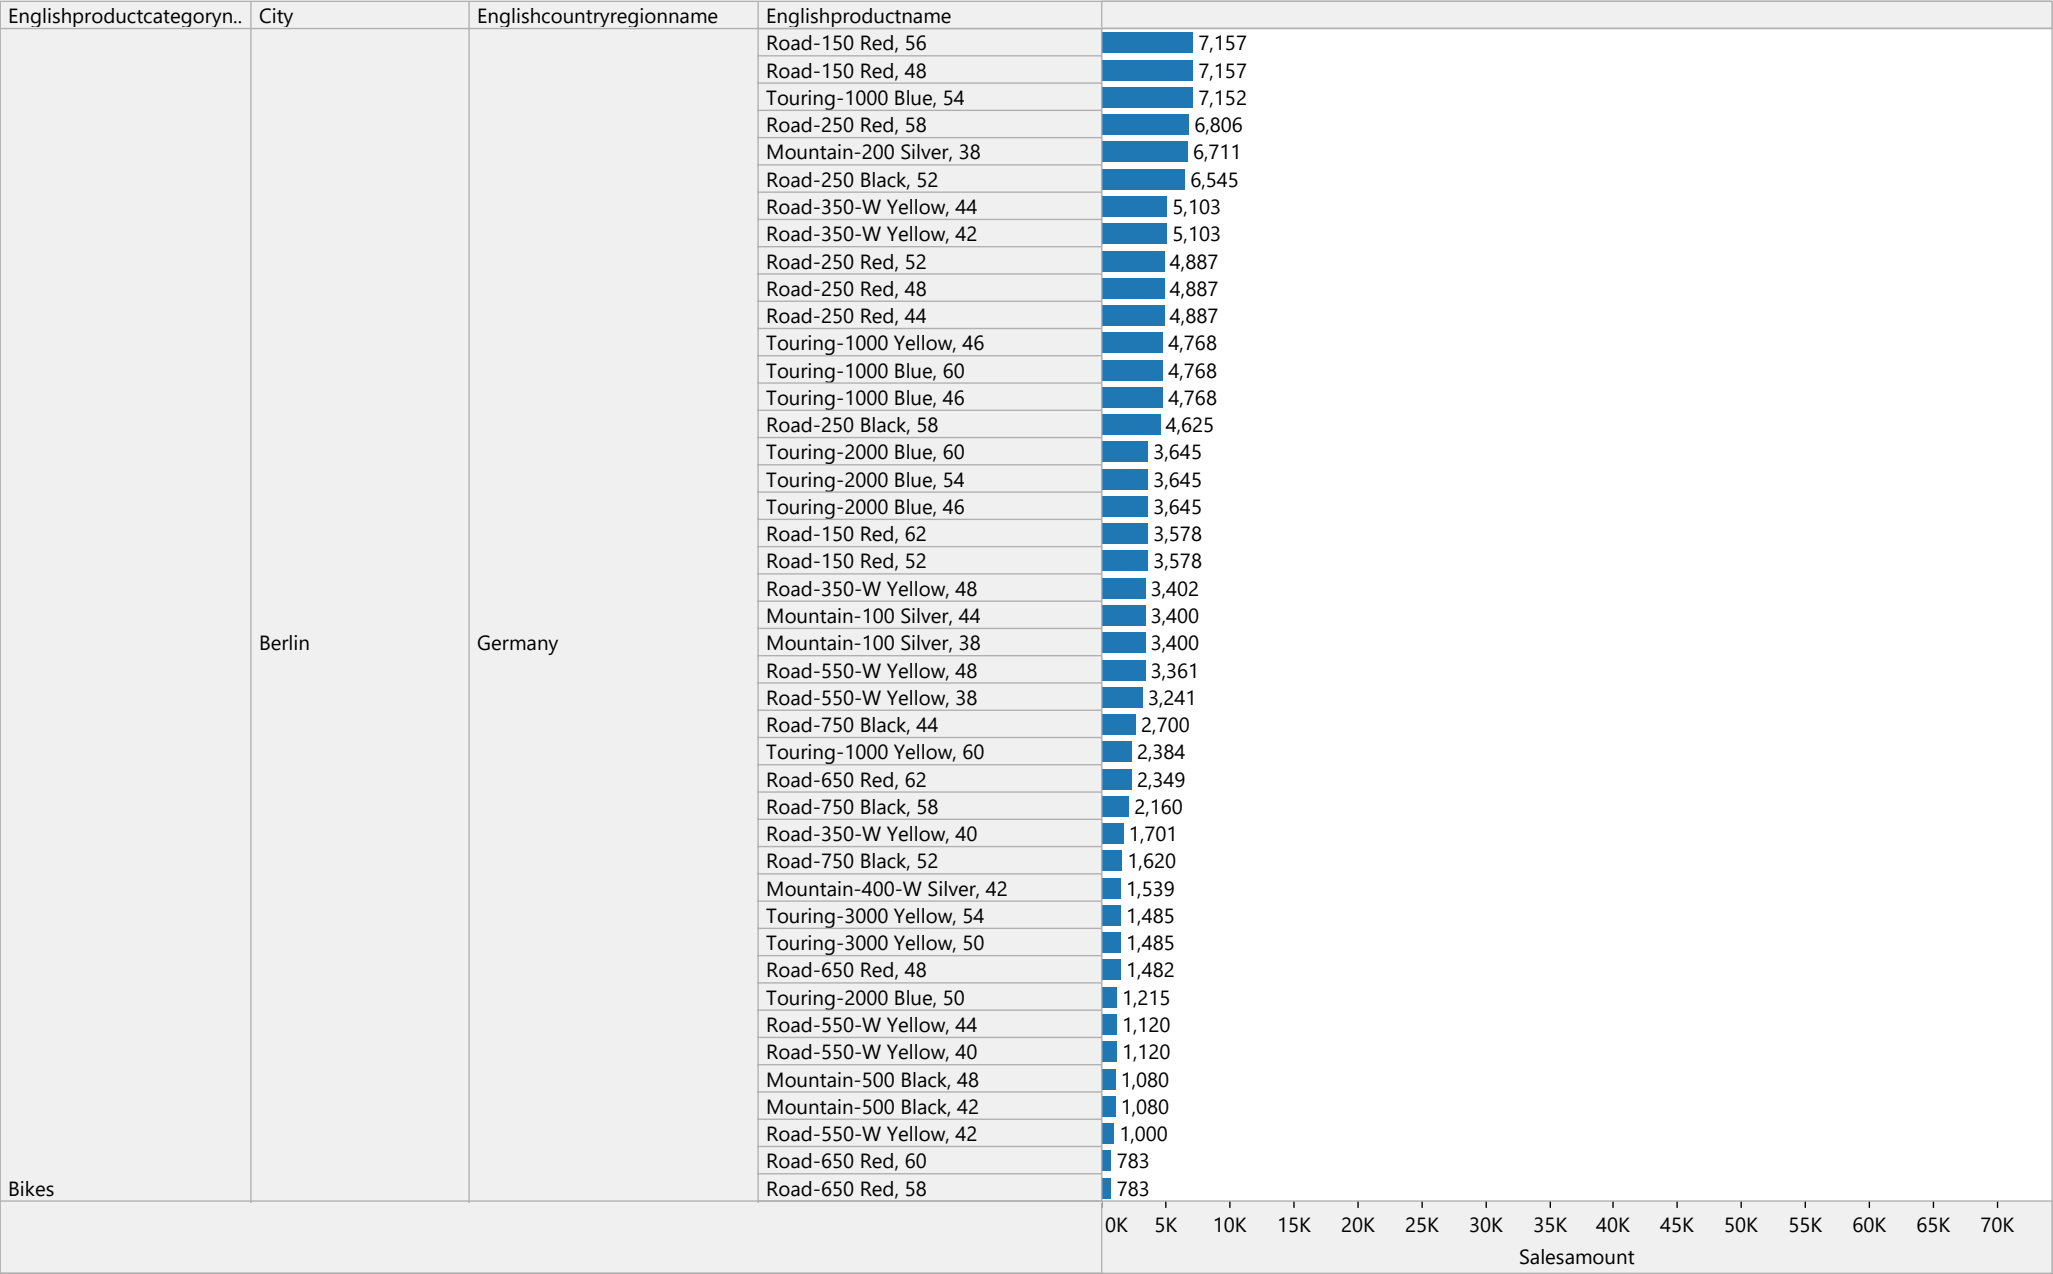 Englishproductcategoryn.. City Englishcountryregionname Englishproductname
Road-150 Red, 56 7,157
Road-150 Red, 48 7,157
Touring-1000 Blue, 54 7,152
Road-250 Red, 58 6,806
Mountain-200 Silver, 38 6,711
Road-250 Black, 52 6,545
Road-350-W Yellow, 44 5,103
Road-350-W Yellow, 42 5,103
Road-250 Red, 52 4,887
Road-250 Red, 48 4,887
Road-250 Red, 44 4,887
Touring-1000 Yellow, 46 4,768
Touring-1000 Blue, 60 4,768
Touring-1000 Blue, 46 4,768
Road-250 Black, 58 4,625
Touring-2000 Blue, 60 3,645
Touring-2000 Blue, 54 3,645
Touring-2000 Blue, 46 3,645
Road-150 Red, 62 3,578
Road-150 Red, 52 3,578
Road-350-W Yellow, 48 3,402
Mountain-100 Silver, 44 3,400
Berlin Germany Mountain-100 Silver, 38 3,400
Road-550-W Yellow, 48 3,361
Road-550-W Yellow, 38 3,241
Road-750 Black, 44 2,700
Touring-1000 Yellow, 60 2,384
Road-650 Red, 62 2,349
Road-750 Black, 58 2,160
Road-350-W Yellow, 40 1,701
Road-750 Black, 52 1,620
Mountain-400-W Silver, 42 1,539
Touring-3000 Yellow, 54 1,485
Touring-3000 Yellow, 50 1,485
Road-650 Red, 48 1,482
Touring-2000 Blue, 50 1,215
Road-550-W Yellow, 44 1,120
Road-550-W Yellow, 40 1,120
Mountain-500 Black, 48 1,080
Mountain-500 Black, 42 1,080
Road-550-W Yellow, 42 1,000
Road-650 Red, 60 783
Bikes Road-650 Red, 58 783
0K 5K 10K 15K 20K 25K 30K 35K 40K 45K 50K 55K 60K 65K 70K
Salesamount